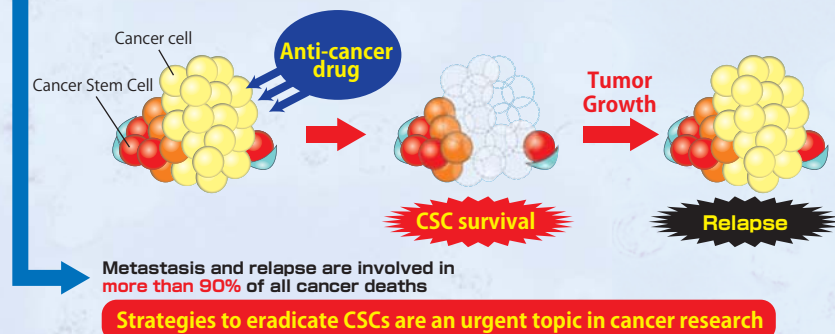 Cancer cell
Cancer Stem Cell
Anti-cancer
drug
Tumor
Growth
CSC survival
Relapse
Metastasis and relapse are involved in
more than 90% of all cancer deaths
Strategies to eradicate CSCs are an urgent topic in cancer research